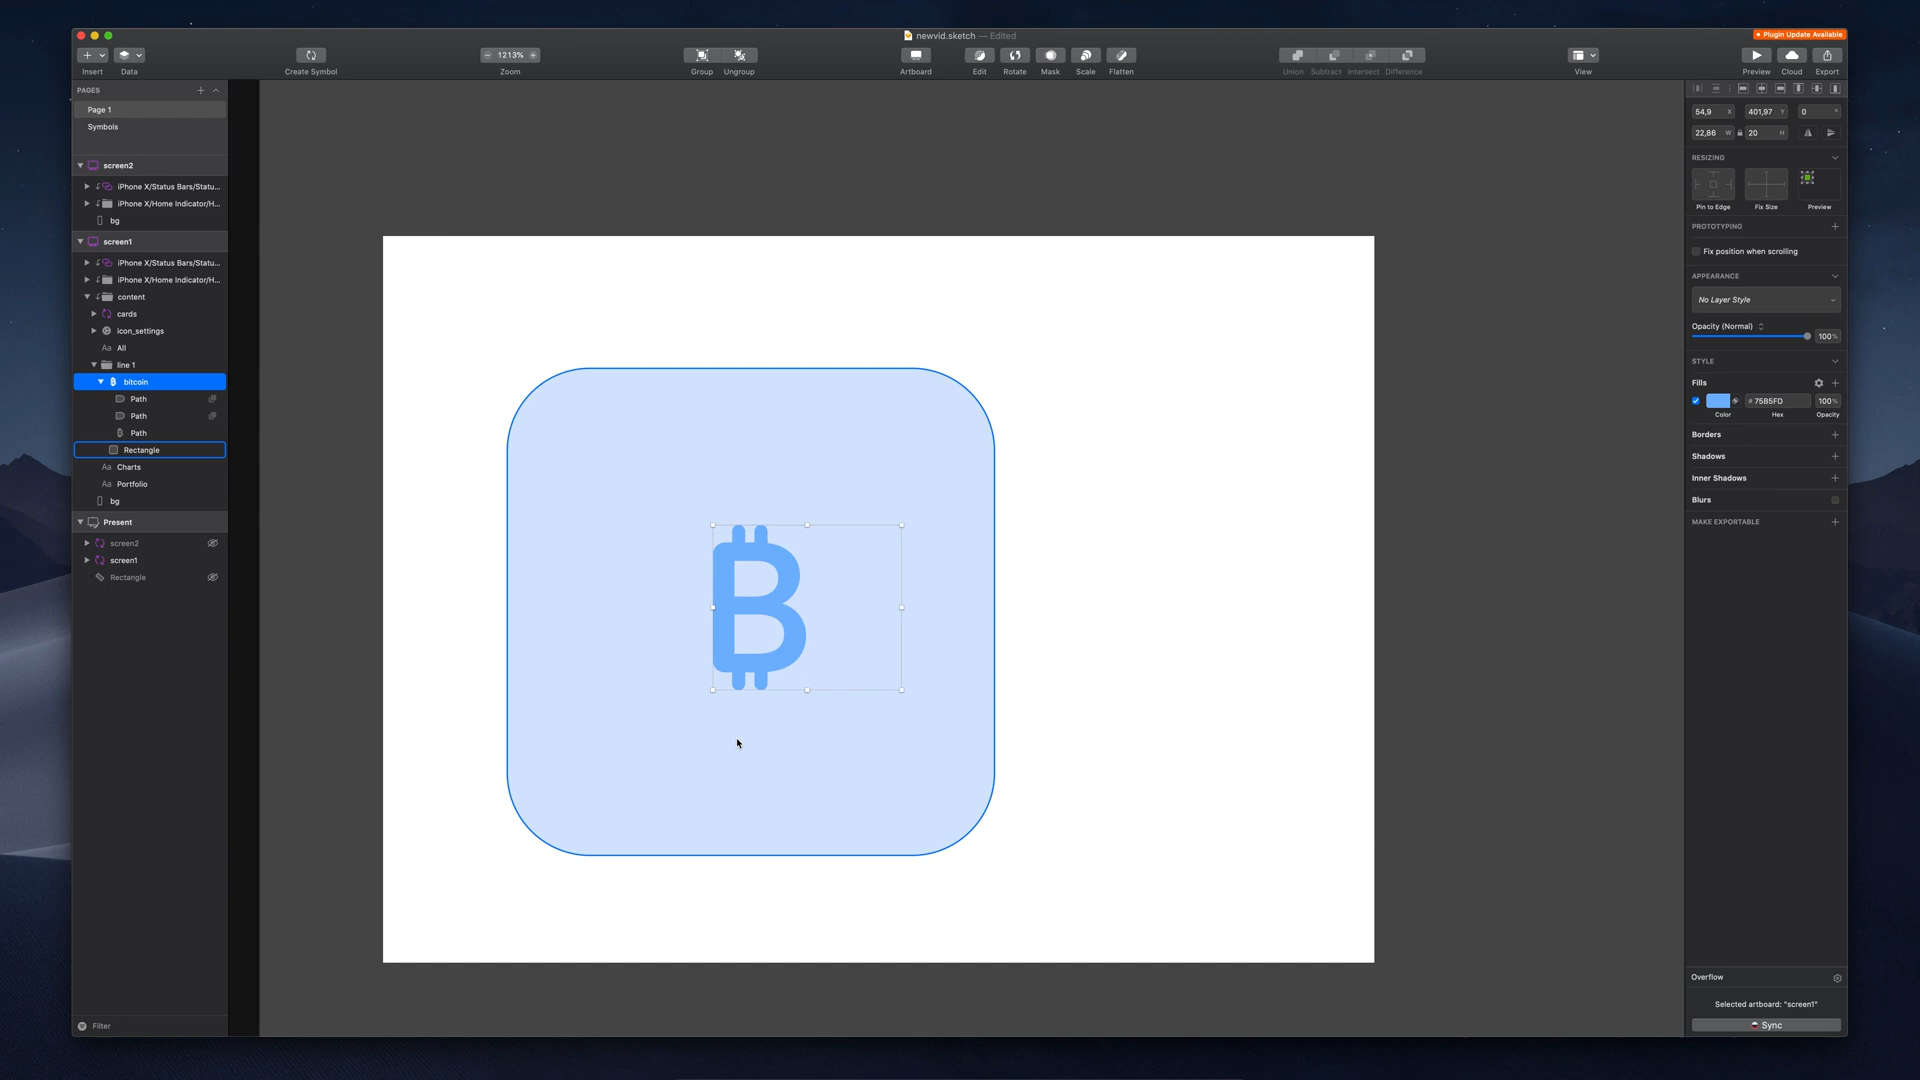 newvid.sketch — Edited
Plugin Update Available
1213%
Insert
Data
Create Symbol
Zoom
Group
Ungroup
Artboard
Edit
Rotate
Mask
Scale
Flatten
Union
Subtract
Intersect
Difference
View
Preview
Cloud
Export
PAGES
Page 1
Symbols
screen2
iPhone X/Status Bars/Statu...
iPhone X/Home Indicator/H...
bg
screen1
iPhone X/Status Bars/Statu...
iPhone X/Home Indicator/H...
content
cards
icon_settings
Aa All
line 1
bitcoin
Path
Path
Path
Rectangle
Aa Charts
Aa Portfolio
bg
Present
screen2
screen1
Rectangle
Filter
54,9 X 401,97 Y 0 °
22,86 W 20 H
RESIZING
Pin to Edge
Fix Size
Preview
PROTOTYPING
Fix position when scrolling
APPEARANCE
No Layer Style
Opacity (Normal)
100%
STYLE
Fills
# 75B5FD 100%
Color Hex Opacity
Borders
Shadows
Inner Shadows
Blurs
MAKE EXPORTABLE
Overflow
Selected artboard: "screen1"
Sync